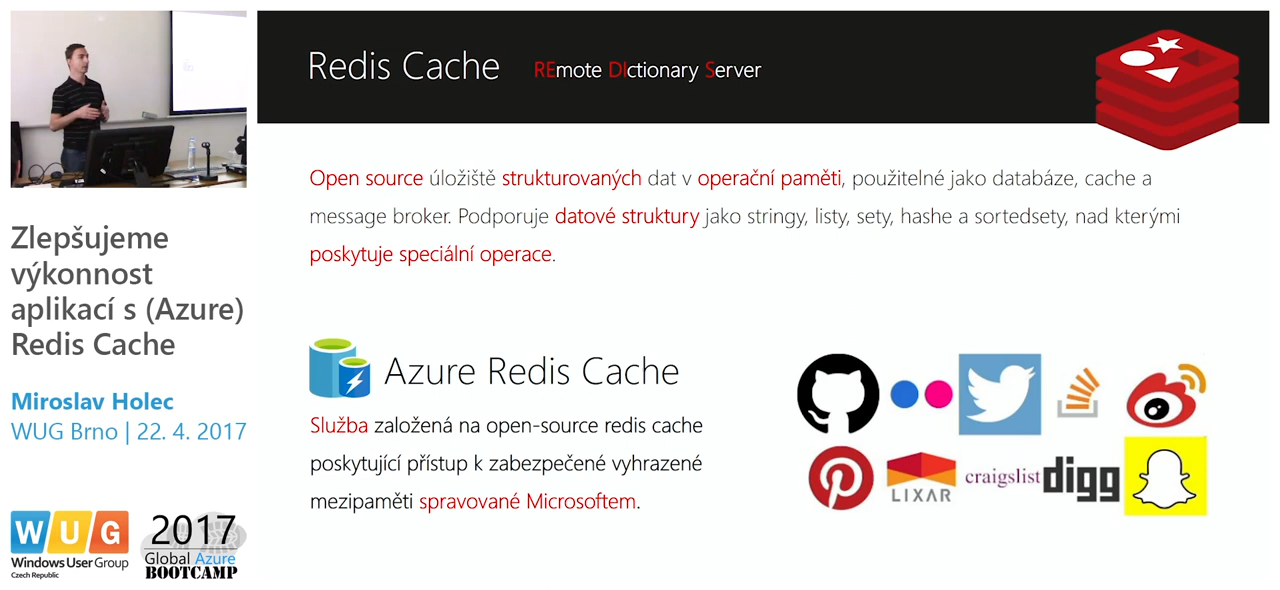 Redis Cache
REmote DIctionary Server
Open source úložiště strukturovaných dat v operační paměti, použitelné jako databáze, cache a
message broker. Podporuje datové struktury jako stringy, listy, sety, hashe a sortedsety, nad kterými
poskytuje speciální operace.
Zlepšujeme
výkonnost
aplikací s (Azure)
Redis Cache
Miroslav Holec
WUG Brno | 22. 4. 2017
Azure Redis Cache
Služba založená na open-source redis cache
poskytující přístup k zabezpečené vyhrazené
mezipaměti spravované Microsoftem.
LIXAR
craigslist
digg
WUG
Windows User Group
Czech Republic
2017
Global Azure
BOOTCAMP